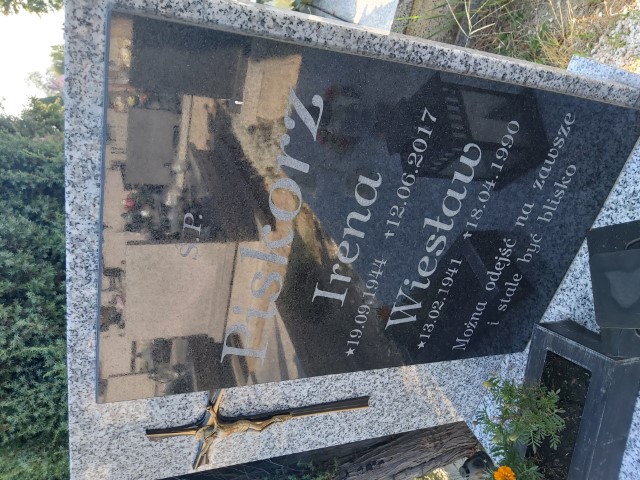 Ś.P.
Piskorz
Irena
*19.09.1944 +12.06.2017
Wiesław
*13.02.1941 +18.04.1990
Można odejść na zawsze
i stale być blisko